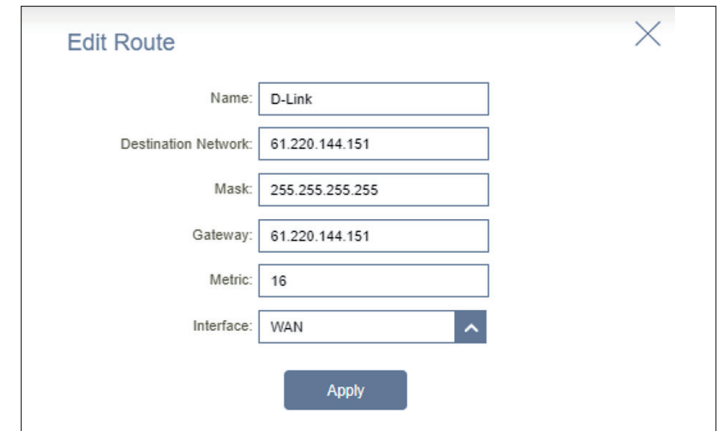 Edit Route
Name: D-Link
Destination Network: 61.220.144.151
Mask: 255.255.255.255
Gateway: 61.220.144.151
Metric: 16
Interface: WAN
Apply